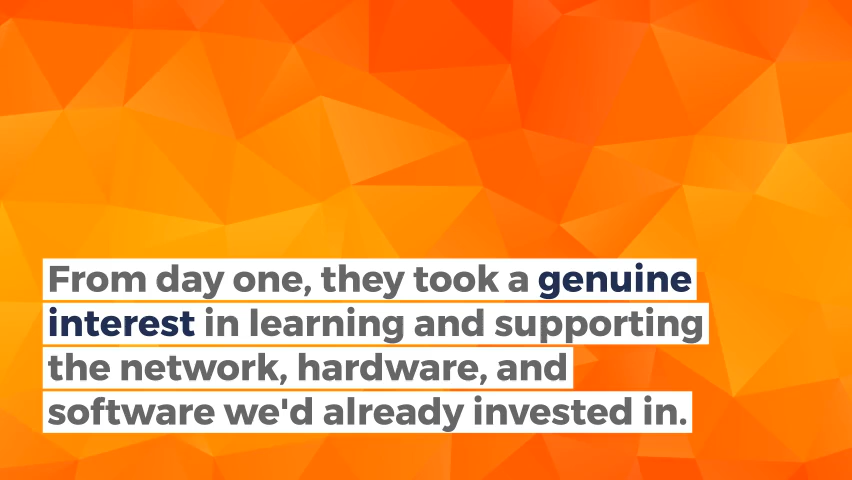 From day one, they took a genuine
interest in learning and supporting
the network, hardware, and
software we'd already invested in.